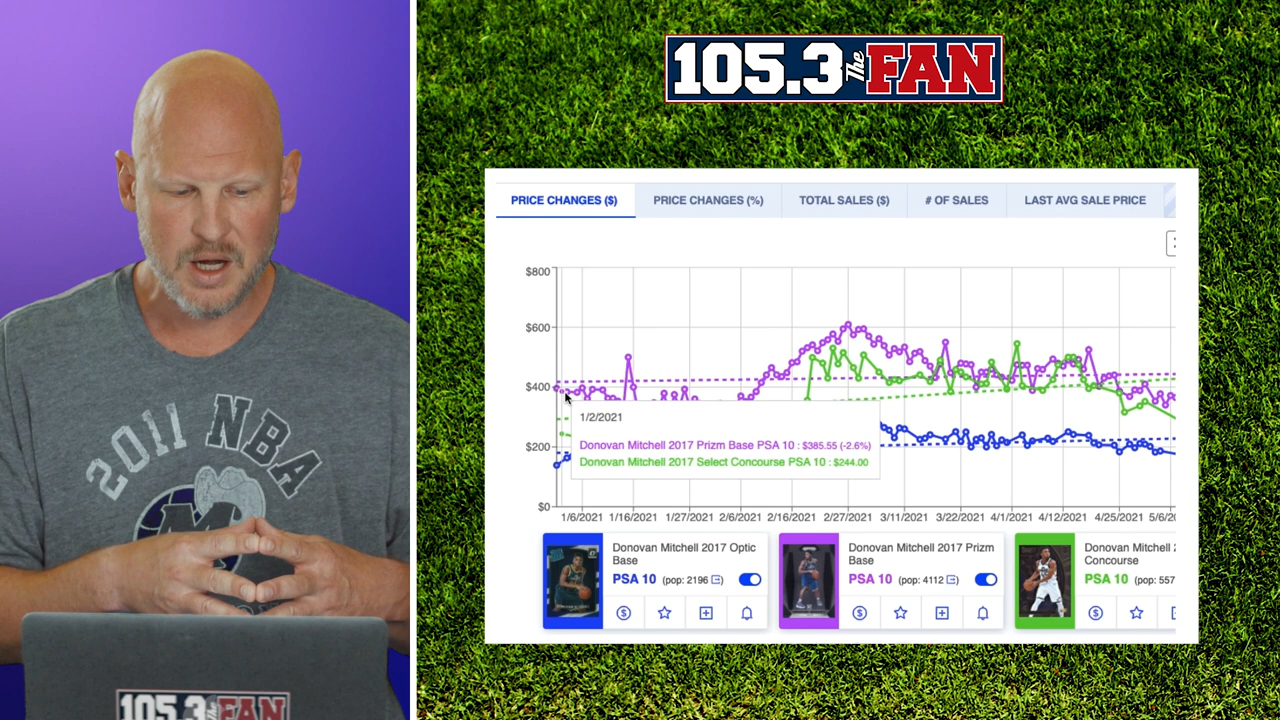 105.3 The FAN
PRICE CHANGES ($)
PRICE CHANGES (%)
TOTAL SALES ($)
# OF SALES
LAST AVG SALE PRICE
$800
$600
$400
$200
$0
1/2/2021
Donovan Mitchell 2017 Prizm Base PSA 10 : $385.55 (-2.6%)
Donovan Mitchell 2017 Select Concourse PSA 10 : $244.00
1/6/2021 1/16/2021 1/27/2021 2/6/2021 2/16/2021 2/27/2021 3/11/2021 3/22/2021 4/1/2021 4/12/2021 4/25/2021 5/6/20
Donovan Mitchell 2017 Optic
Base
PSA 10 (pop: 2196
Donovan Mitchell 2017 Prizm
Base
PSA 10 (pop: 4112
Donovan Mitchell
Concourse
PSA 10 (pop: 557
2011 NBA
M
105.3 The FAN